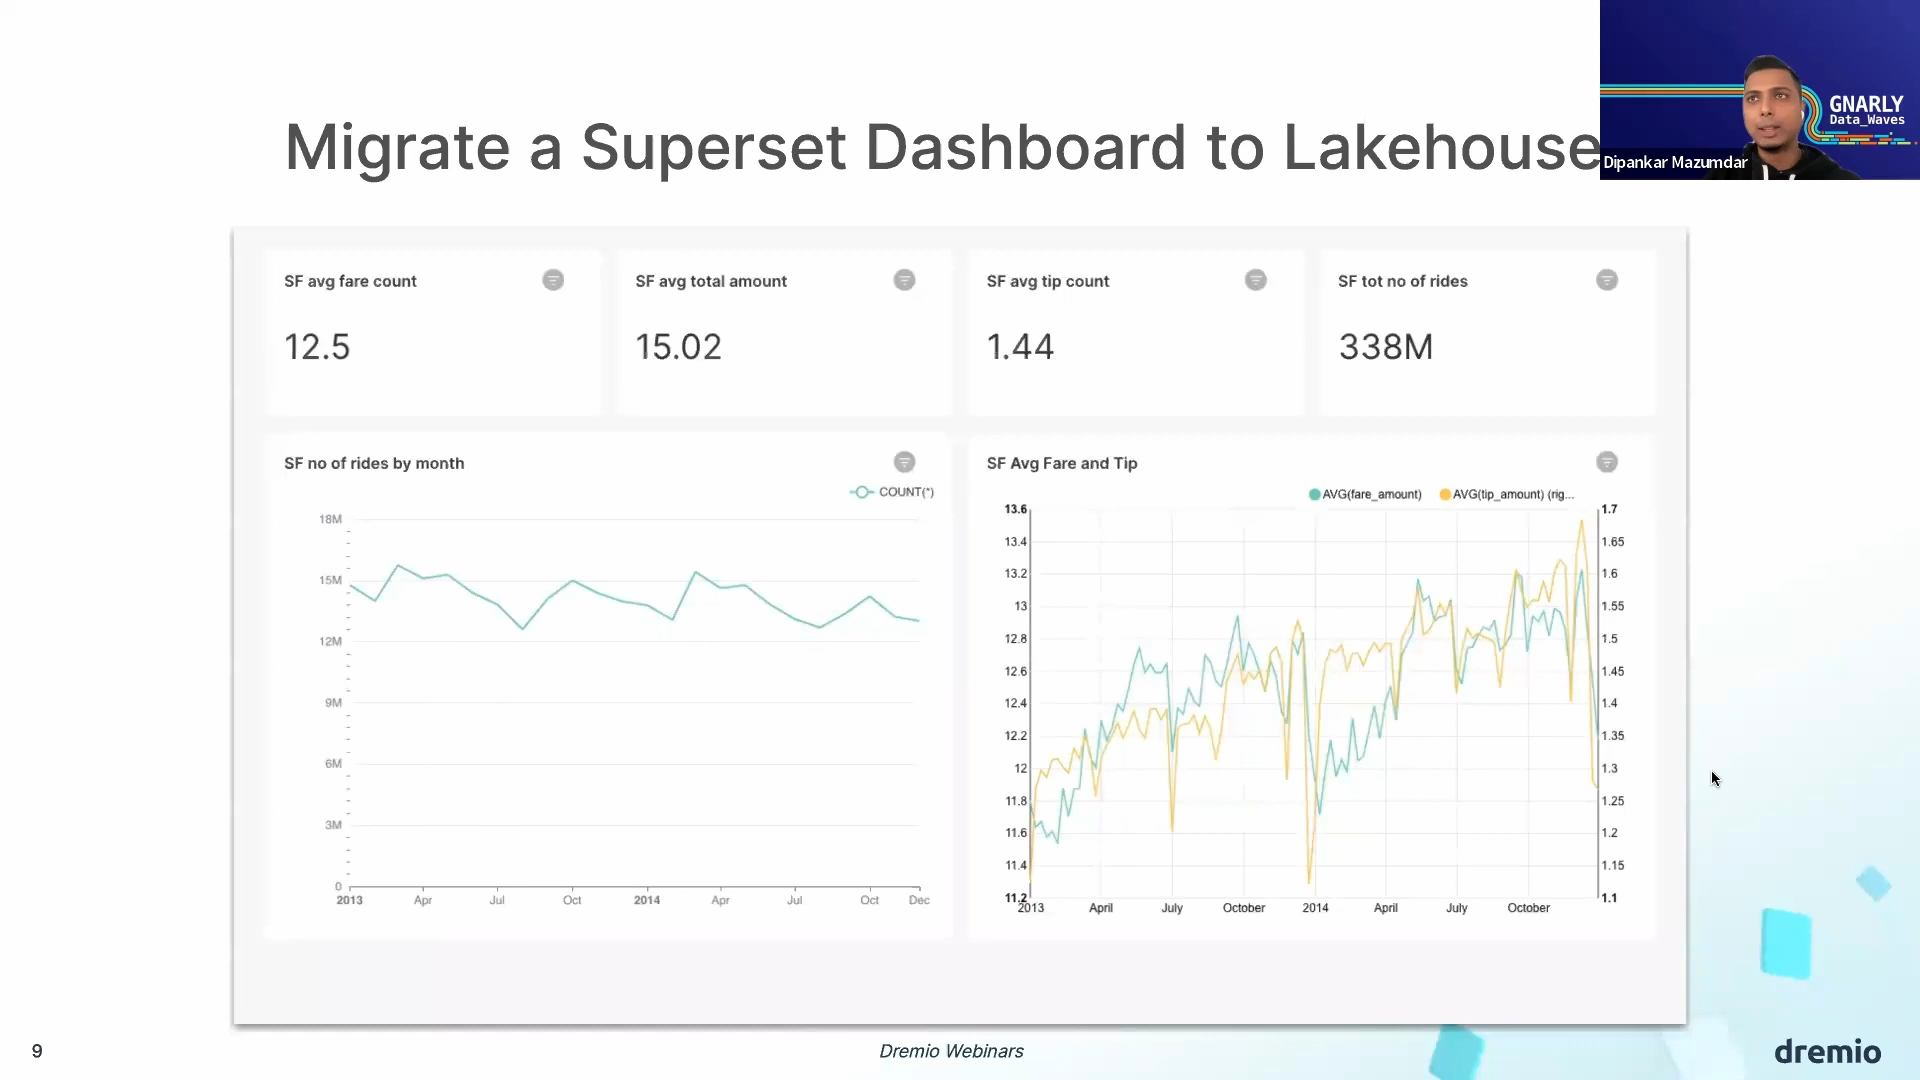 Migrate a Superset Dashboard to Lakehouse
GNARLY
Data_Waves
Dipankar Mazumdar
SF avg fare count
12.5
SF avg total amount
15.02
SF avg tip count
1.44
SF tot no of rides
338M
SF no of rides by month
COUNT(*)
18M
15M
12M
9M
6M
3M
0
2013 Apr Jul Oct 2014 Apr Jul Oct Dec
SF Avg Fare and Tip
AVG(fare_amount) AVG(tip_amount) (rig...
13.6 1.7
13.4 1.65
13.2 1.6
13 1.55
12.8 1.5
12.6 1.45
12.4 1.4
12.2 1.35
12 1.3
11.8 1.25
11.6 1.2
11.4 1.15
11.2 1.1
2013 April July October 2014 April July October
9
Dremio Webinars
dremio